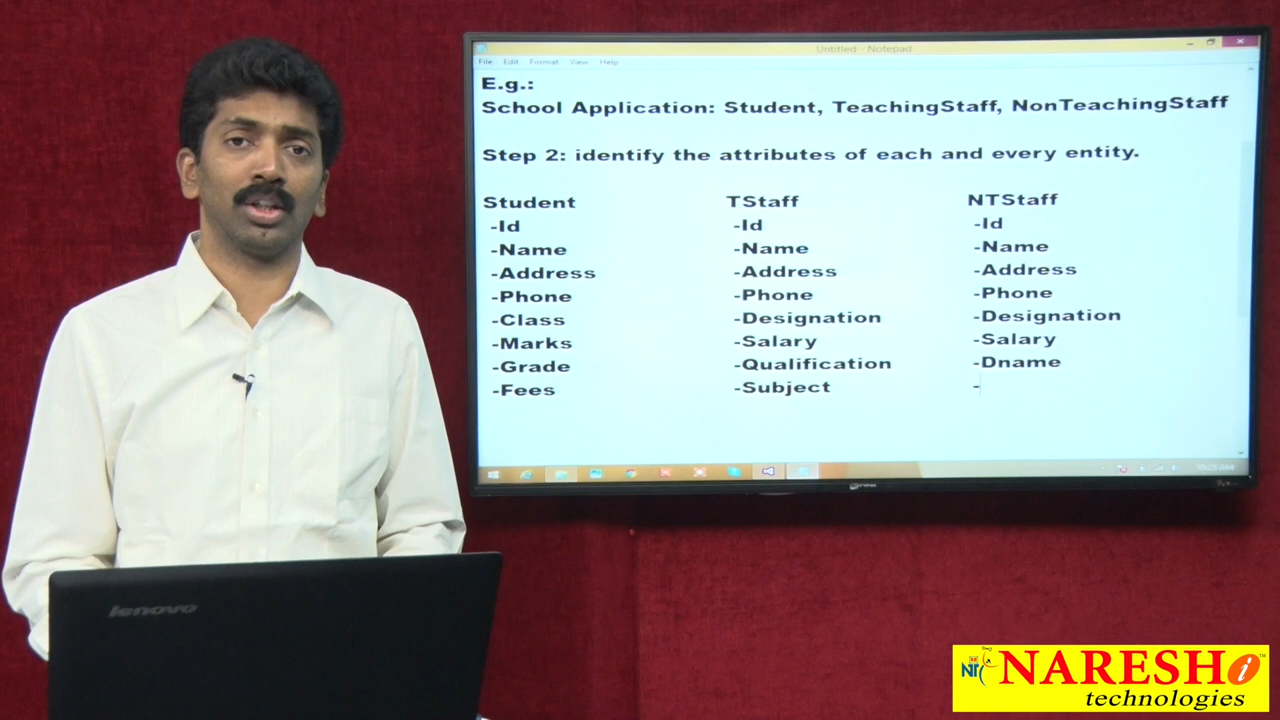 Untitled - Notepad
File Edit Format View Help
E.g.:
School Application: Student, TeachingStaff, NonTeachingStaff
Step 2: identify the attributes of each and every entity.
Student TStaff NTStaff
-Id -Id -Id
-Name -Name -Name
-Address -Address -Address
-Phone -Phone -Phone
-Class -Designation -Designation
-Marks -Salary -Salary
-Grade -Qualification -Dname
-Fees -Subject -
lenovo
NT
NARESH i ™
technologies